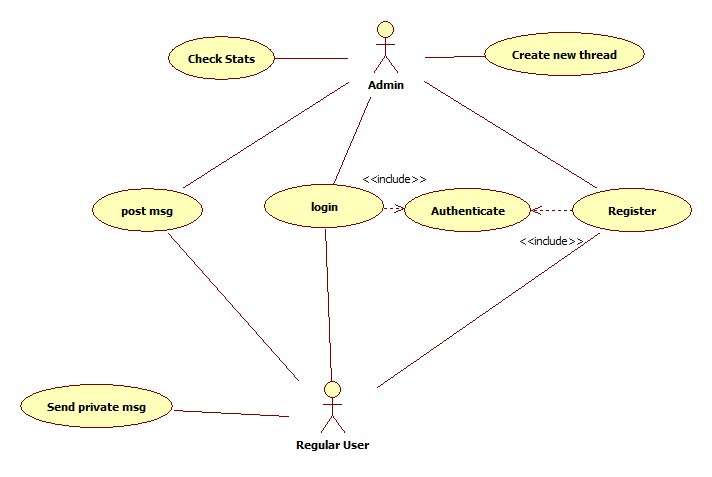 Check Stats
Create new thread
Admin
<<include>>
post msg
login
Authenticate
Register
<<include>>
Send private msg
Regular User